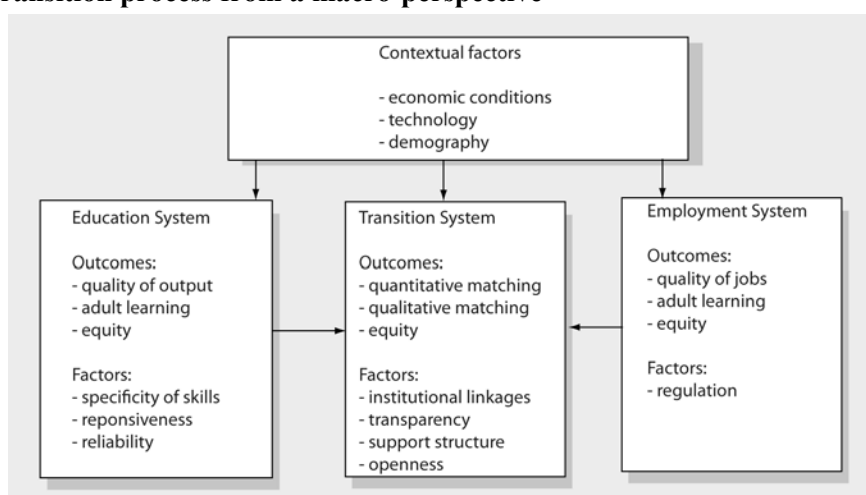 transition process from a macro perspective
Contextual factors
- economic conditions
- technology
- demography
Education System
Outcomes:
- quality of output
- adult learning
- equity
Factors:
- specificity of skills
- reponsiveness
- reliability
Transition System
Outcomes:
- quantitative matching
- qualitative matching
- equity
Factors:
- institutional linkages
- transparency
- support structure
- openness
Employment System
Outcomes:
- quality of jobs
- adult learning
- equity
Factors:
- regulation